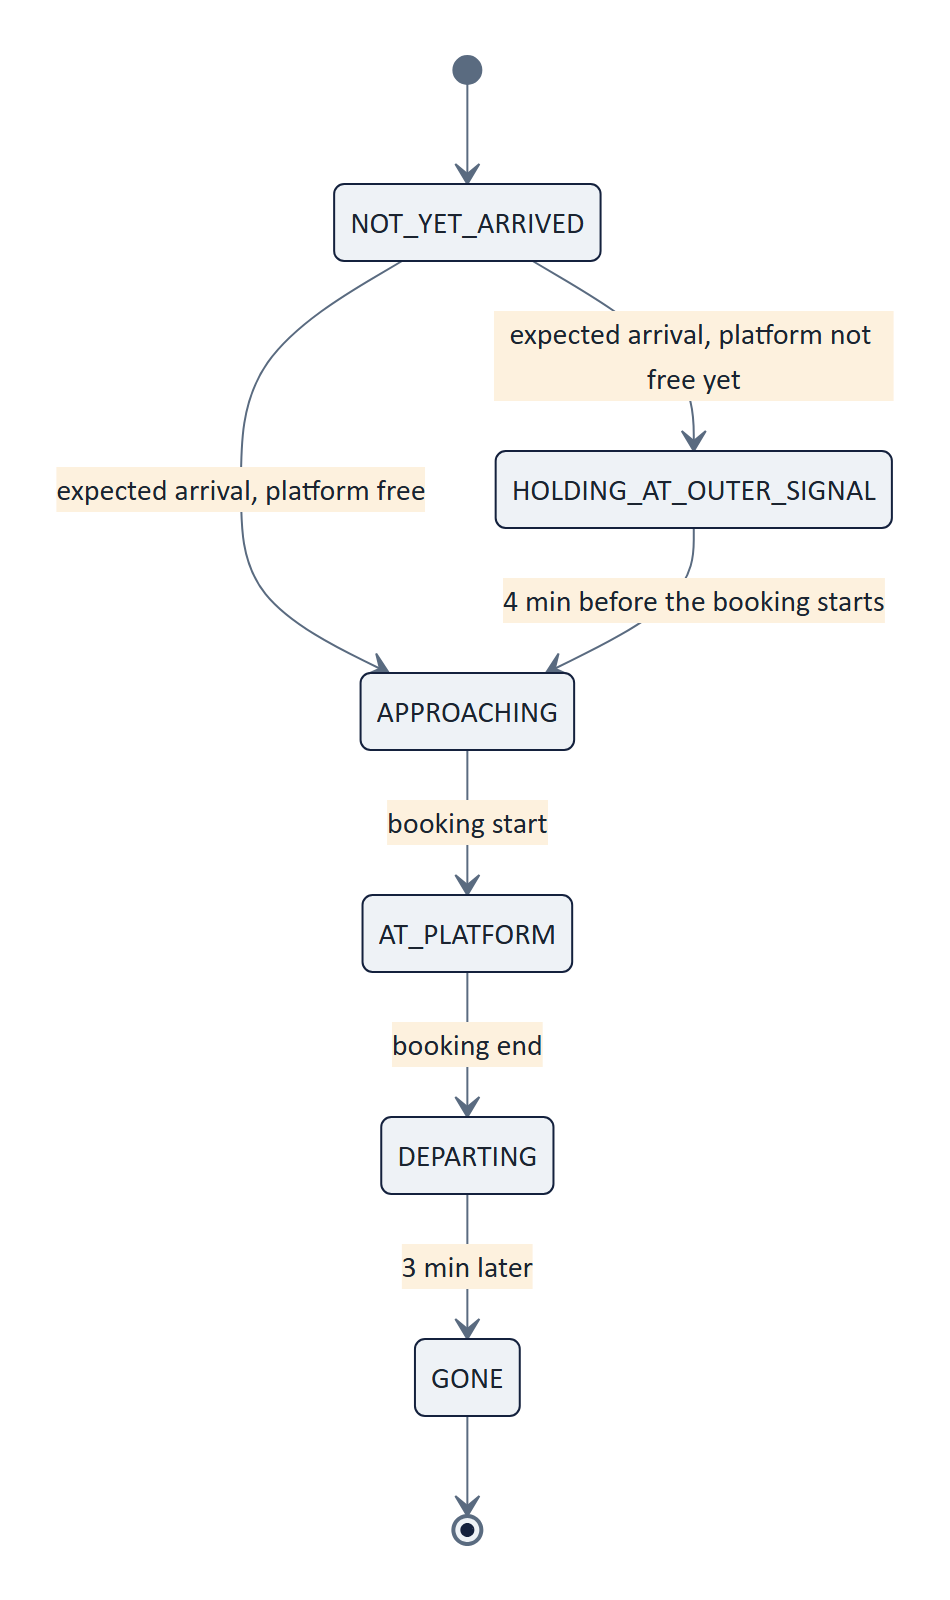 NOT_YET_ARRIVED
expected arrival, platform not
free yet
expected arrival, platform free
HOLDING_AT_OUTER_SIGNAL
4 min before the booking starts
APPROACHING
booking start
AT_PLATFORM
booking end
DEPARTING
3 min later
GONE